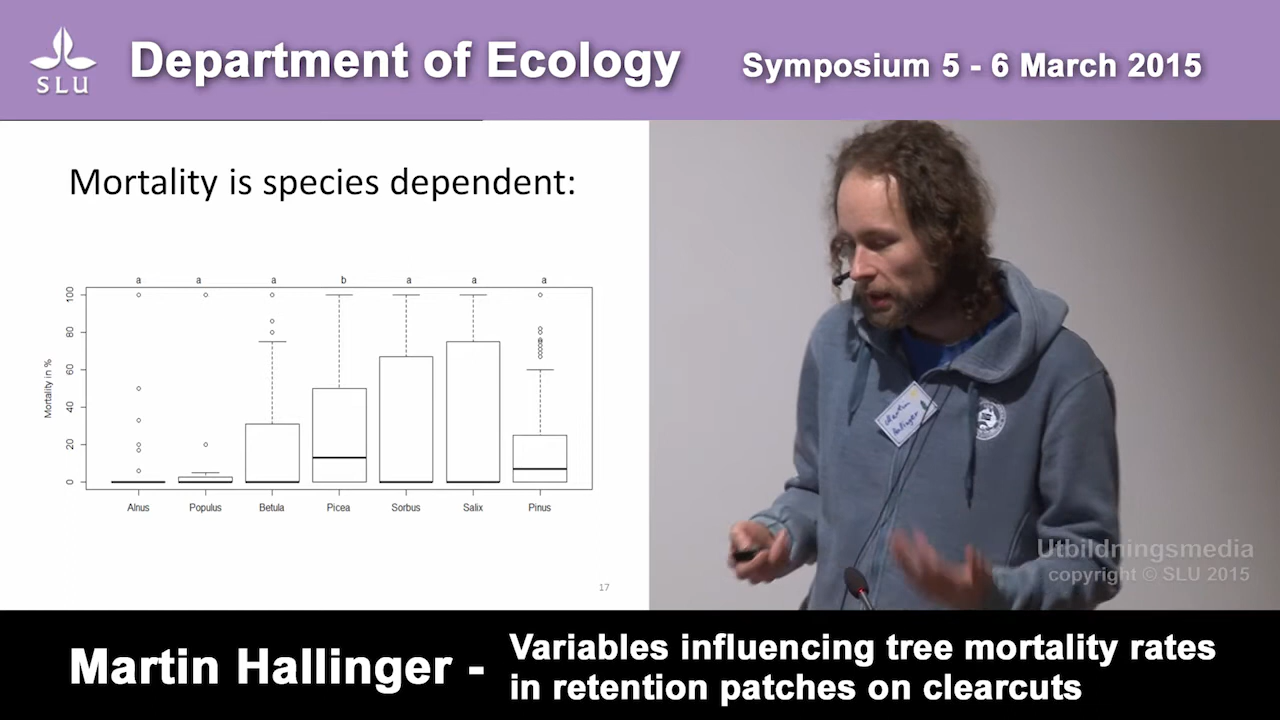 SLU
Department of Ecology
Symposium 5 - 6 March 2015
Mortality is species dependent:
a a a b a a a
Mortality in %
100
80
60
40
20
0
Alnus Populus Betula Picea Sorbus Salix Pinus
17
Martin
Hallinger
Utbildningsmedia
copyright © SLU 2015
Martin Hallinger -
Variables influencing tree mortality rates
in retention patches on clearcuts